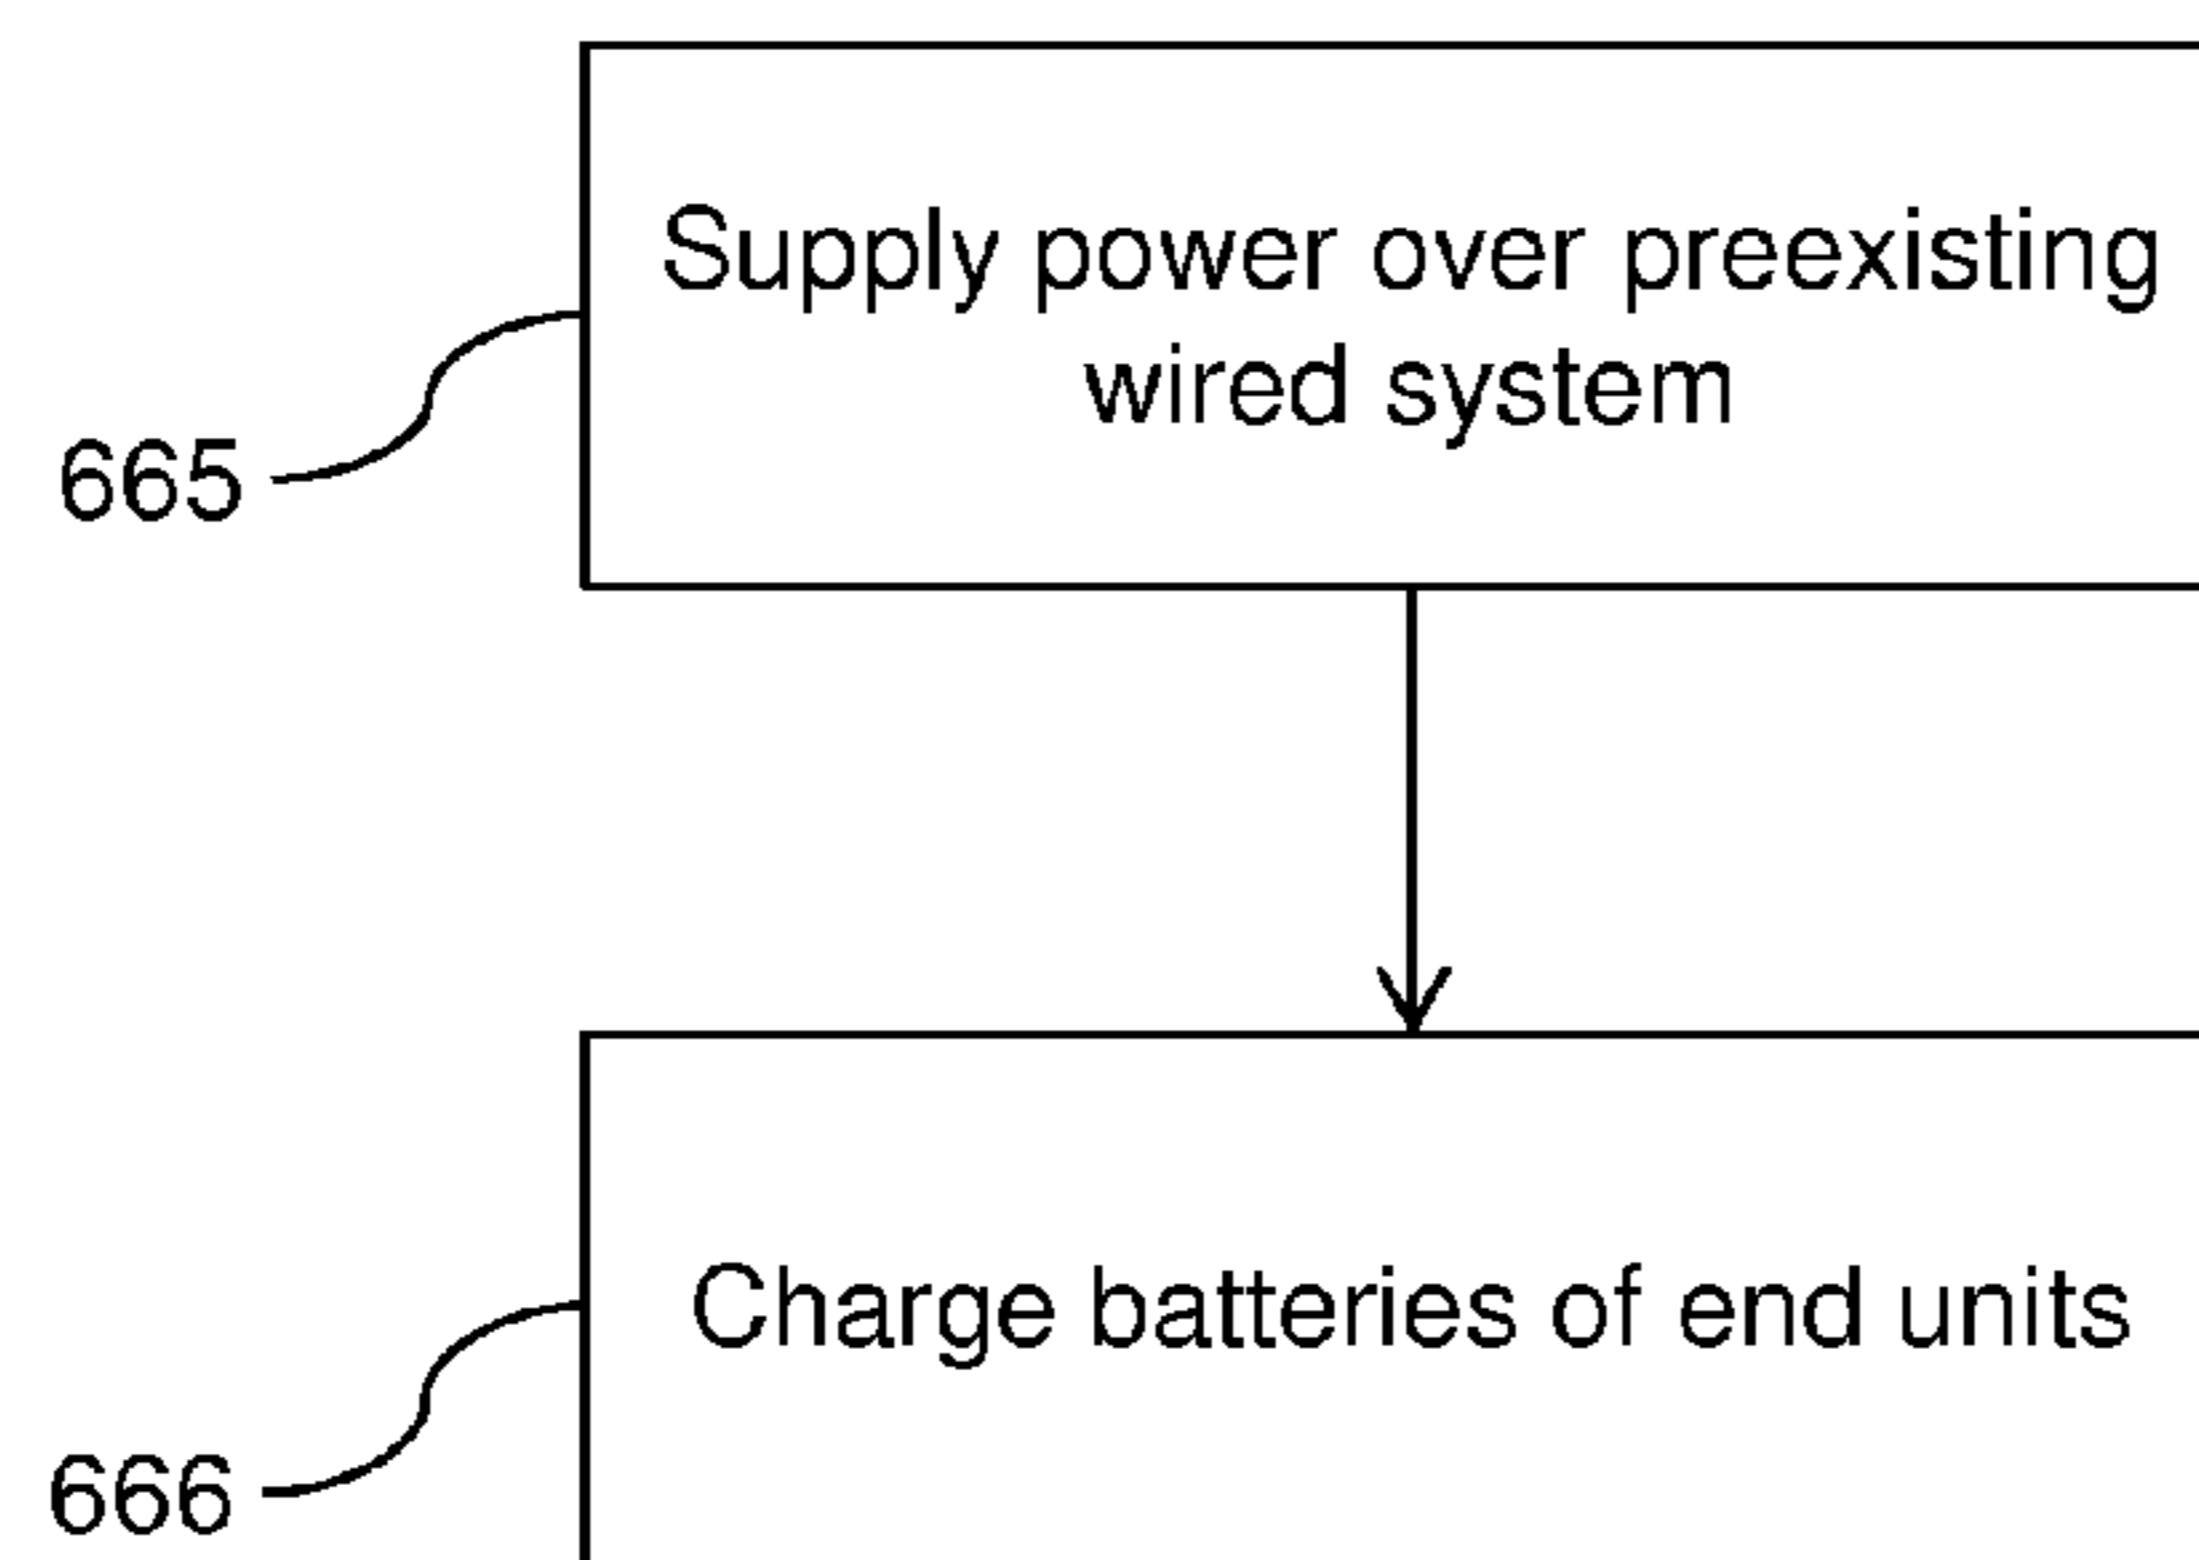 Supply power over preexisting
wired system
665
Charge batteries of end units
666